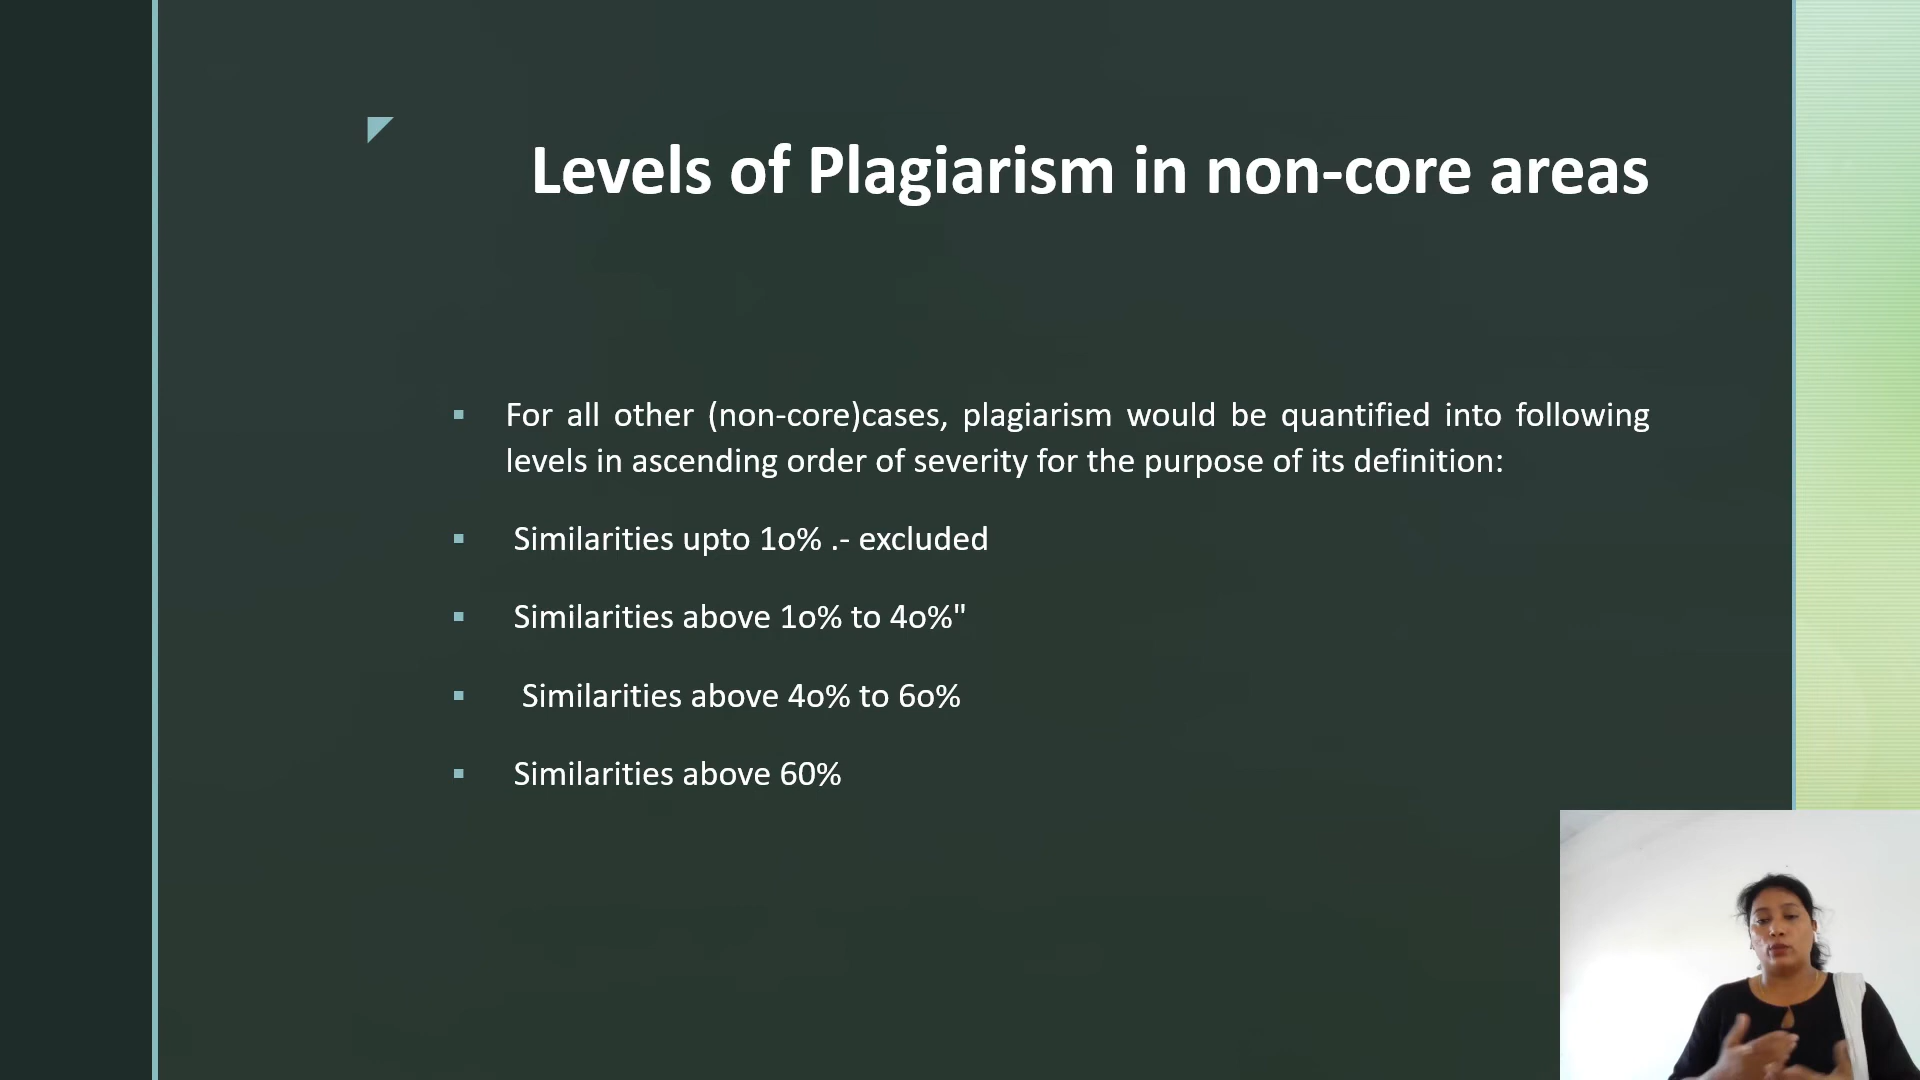 Levels of Plagiarism in non-core areas
For all other (non-core)cases, plagiarism would be quantified into following
levels in ascending order of severity for the purpose of its definition:
Similarities upto 1o% .- excluded
Similarities above 1o% to 4o%"
Similarities above 4o% to 6o%
Similarities above 60%